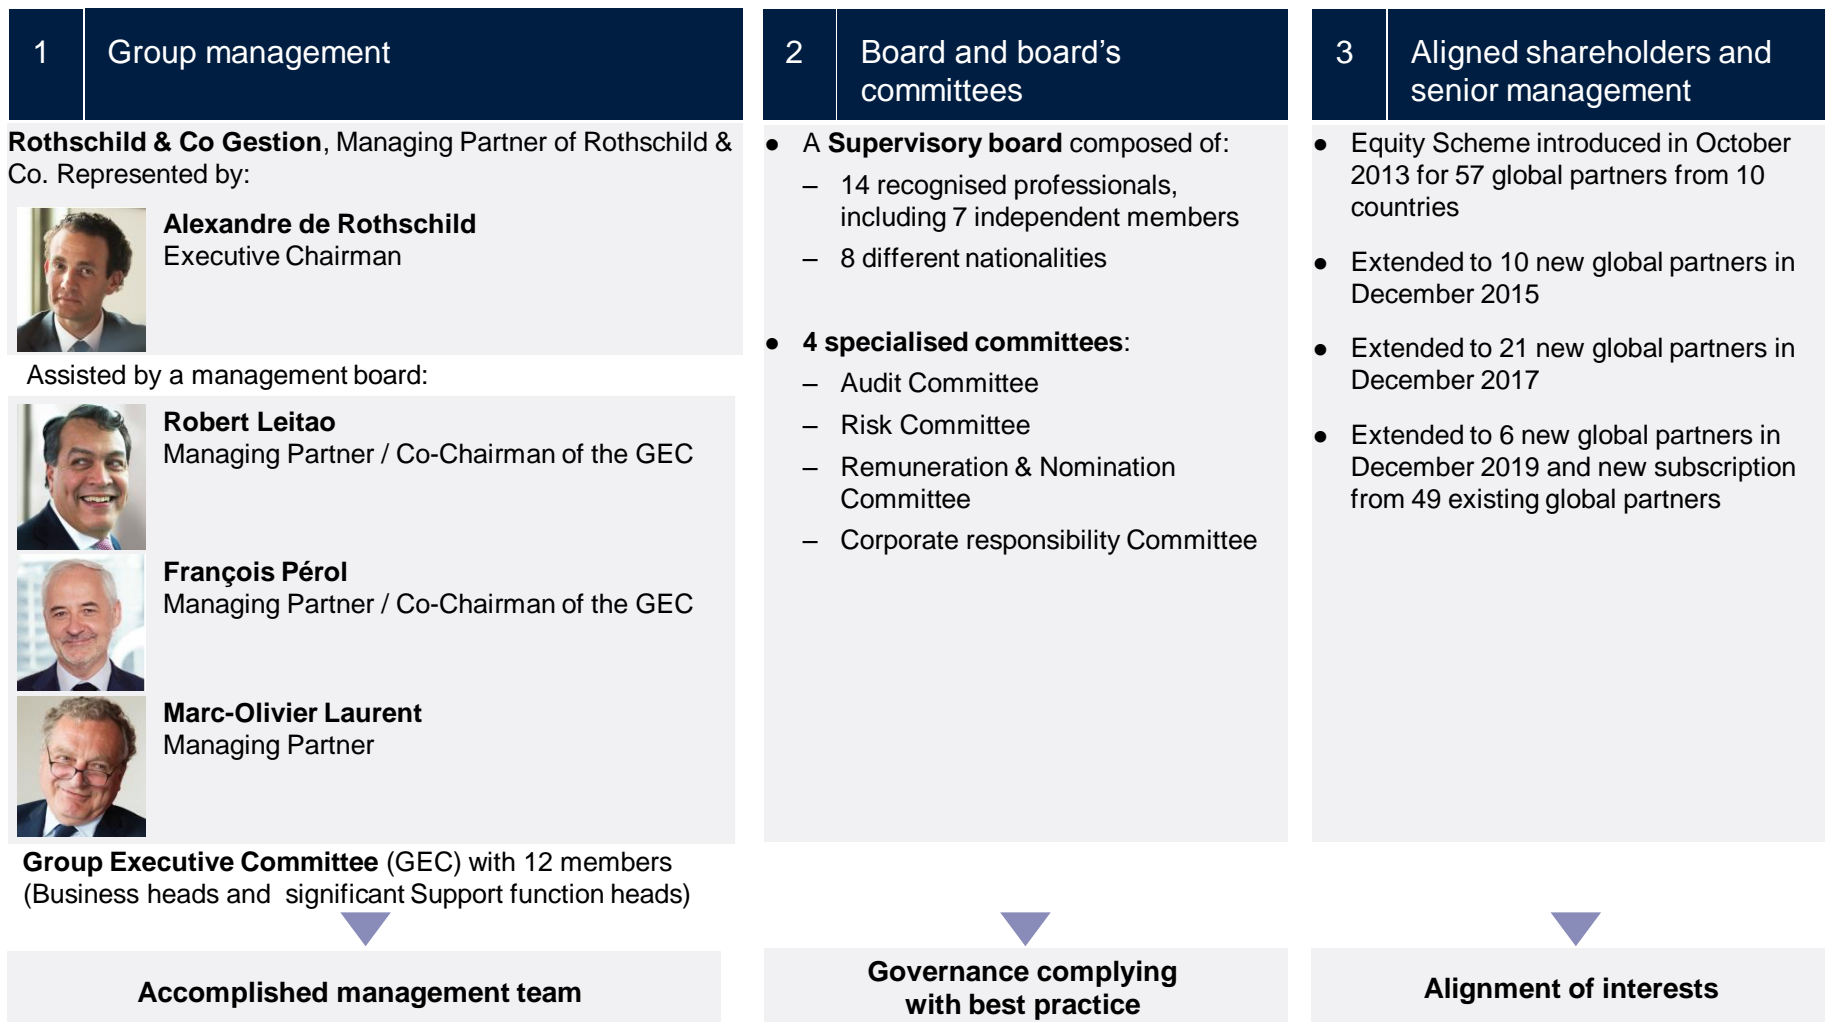 1
Group management
Rothschild & Co Gestion, Managing Partner of Rothschild &
Co. Represented by:
Alexandre de Rothschild
Executive Chairman
Assisted by a management board:
Robert Leitao
Managing Partner / Co-Chairman of the GEC
François Pérol
Managing Partner / Co-Chairman of the GEC
Marc-Olivier Laurent
Managing Partner
Group Executive Committee (GEC) with 12 members
(Business heads and significant Support function heads)
Accomplished management team
2
Board and board’s
committees
● A Supervisory board composed of:
– 14 recognised professionals,
including 7 independent members
– 8 different nationalities
● 4 specialised committees:
– Audit Committee
– Risk Committee
– Remuneration & Nomination
Committee
– Corporate responsibility Committee
Governance complying
with best practice
3
Aligned shareholders and
senior management
● Equity Scheme introduced in October
2013 for 57 global partners from 10
countries
● Extended to 10 new global partners in
December 2015
● Extended to 21 new global partners in
December 2017
● Extended to 6 new global partners in
December 2019 and new subscription
from 49 existing global partners
Alignment of interests